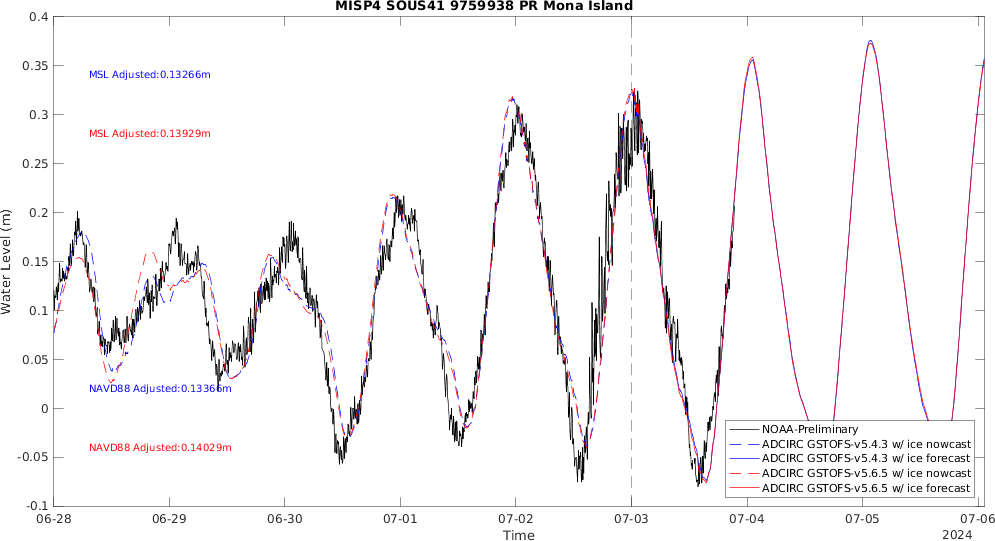 MISP4 SOUS41 9759938 PR Mona Island
0.4
0.35
0.3
0.25
0.2
0.15
0.1
0.05
0
-0.05
-0.1
Water Level (m)
MSL Adjusted:0.13266m
MSL Adjusted:0.13929m
NAVD88 Adjusted:0.13366m
NAVD88 Adjusted:0.14029m
NOAA-Preliminary
ADCIRC GSTOFS-v5.4.3 w/ ice nowcast
ADCIRC GSTOFS-v5.4.3 w/ ice forecast
ADCIRC GSTOFS-v5.6.5 w/ ice nowcast
ADCIRC GSTOFS-v5.6.5 w/ ice forecast
06-28 06-29 06-30 07-01 07-02 07-03 07-04 07-05 07-06
Time
2024